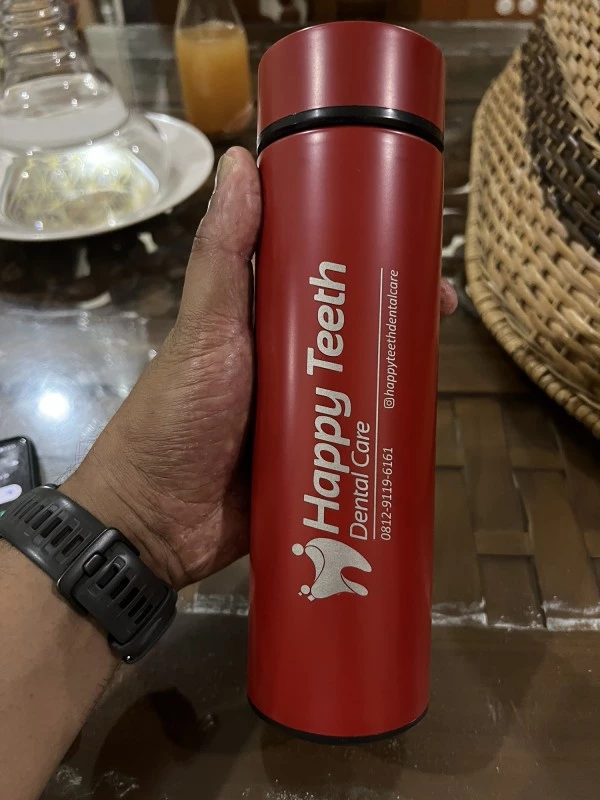 Happy Teeth
Dental Care
0812-9119-6161 @happyteethdentalcare